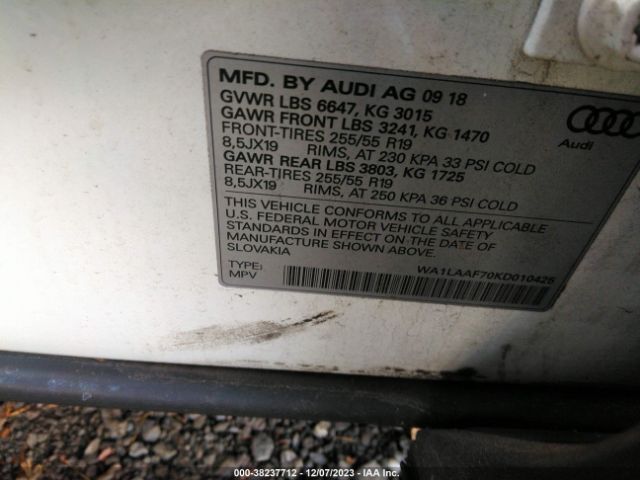 MFD. BY AUDI AG 09 18
GVWR LBS 6647, KG 3015
GAWR FRONT LBS 3241, KG 1470
FRONT-TIRES 255/55 R19
8,5JX19 RIMS, AT 230 KPA 33 PSI COLD
GAWR REAR LBS 3803, KG 1725
REAR-TIRES 255/55 R19
8,5JX19 RIMS, AT 250 KPA 36 PSI COLD
THIS VEHICLE CONFORMS TO ALL APPLICABLE
U.S. FEDERAL MOTOR VEHICLE SAFETY
STANDARDS IN EFFECT ON THE DATE OF
MANUFACTURE SHOWN ABOVE.
SLOVAKIA
TYPE:
MPV
WA1LAAF70KD010425
Audi
000-38237712 - 12/07/2023 - IAA Inc.